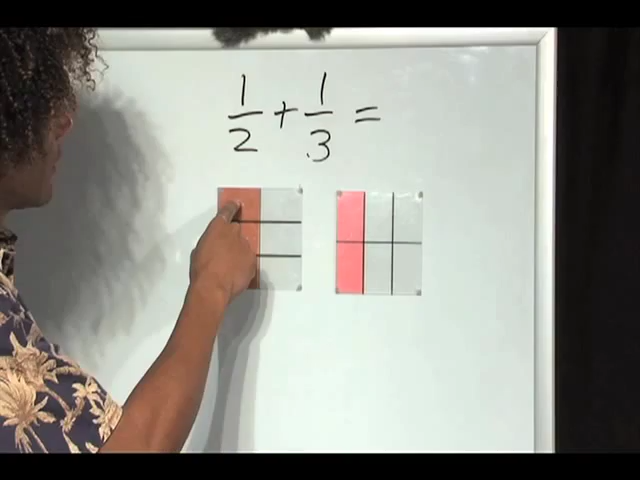 1/2 + 1/3 =